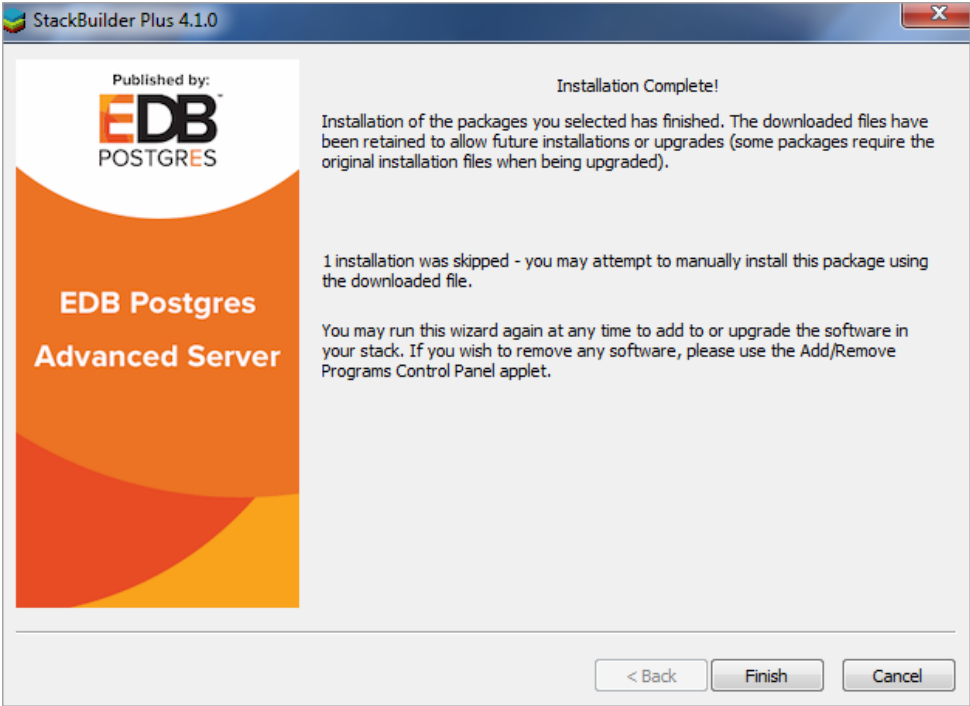 StackBuilder Plus 4.1.0
Published by:
EDB™
POSTGRES
EDB Postgres
Advanced Server
Installation Complete!
Installation of the packages you selected has finished. The downloaded files have
been retained to allow future installations or upgrades (some packages require the
original installation files when being upgraded).
1 installation was skipped - you may attempt to manually install this package using
the downloaded file.
You may run this wizard again at any time to add to or upgrade the software in
your stack. If you wish to remove any software, please use the Add/Remove
Programs Control Panel applet.
< Back
Finish
Cancel